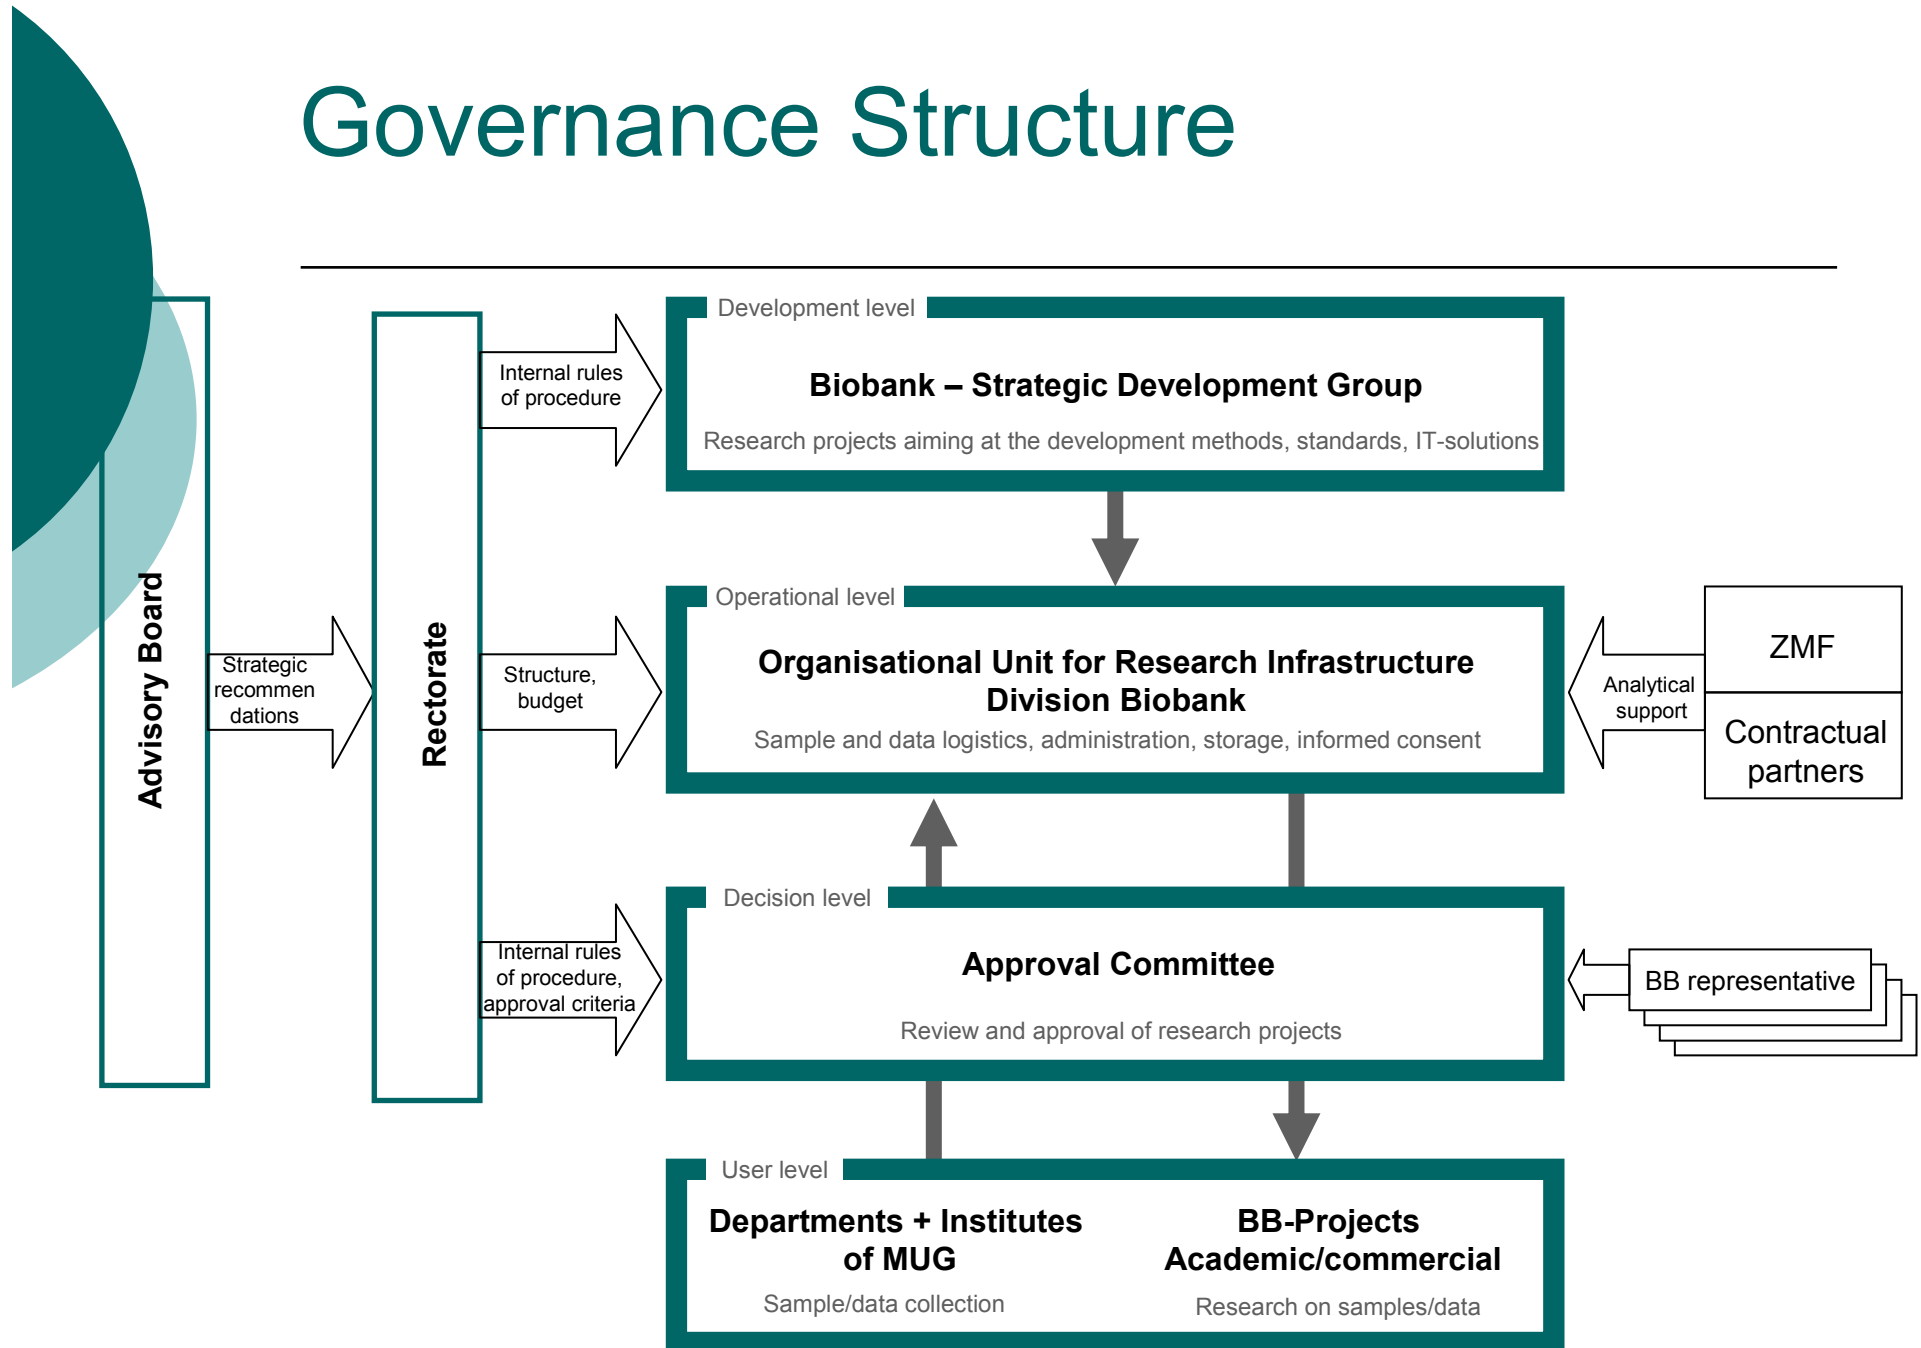 Governance Structure
Advisory Board
Strategic
recommen
dations
Rectorate
Internal rules
of procedure
Development level
Biobank – Strategic Development Group
Research projects aiming at the development methods, standards, IT-solutions
Structure,
budget
Operational level
Organisational Unit for Research Infrastructure
Division Biobank
Sample and data logistics, administration, storage, informed consent
Analytical
support
ZMF
Contractual
partners
Internal rules
of procedure,
approval criteria
Decision level
Approval Committee
Review and approval of research projects
BB representative
User level
Departments + Institutes
of MUG
Sample/data collection
BB-Projects
Academic/commercial
Research on samples/data